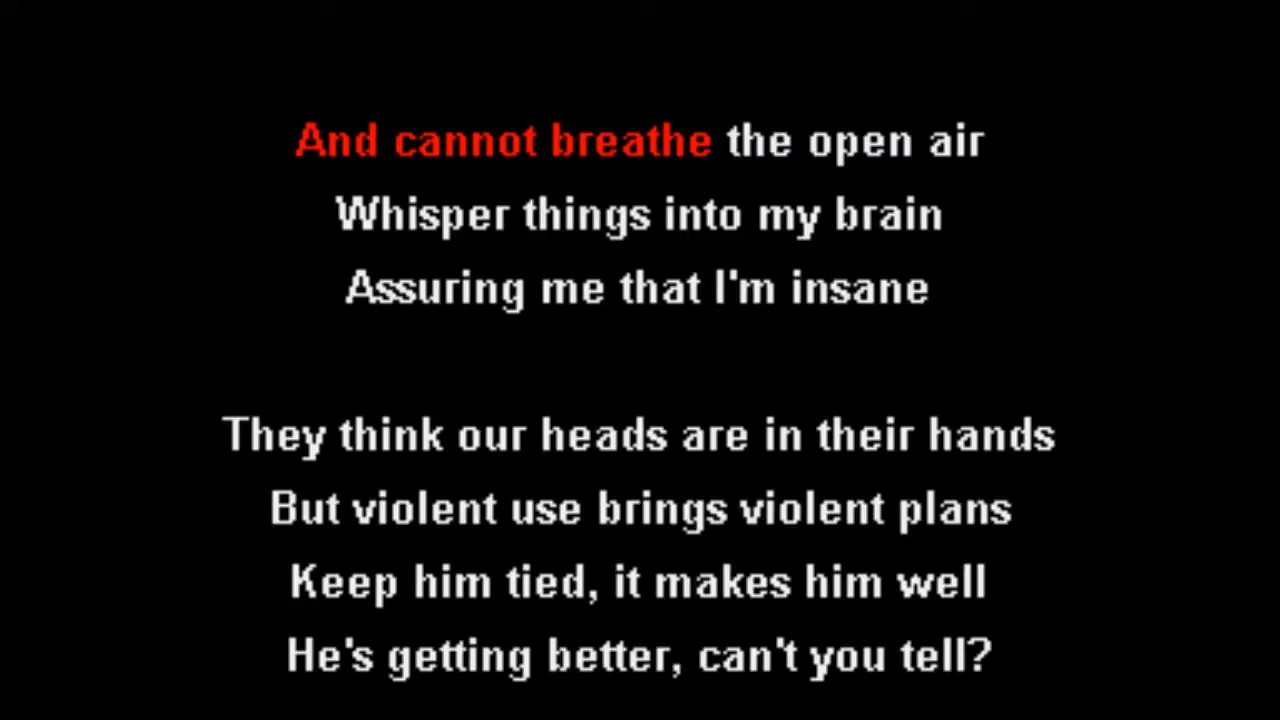 And cannot breathe the open air
Whisper things into my brain
Assuring me that I'm insane
They think our heads are in their hands
But violent use brings violent plans
Keep him tied, it makes him well
He's getting better, can't you tell?